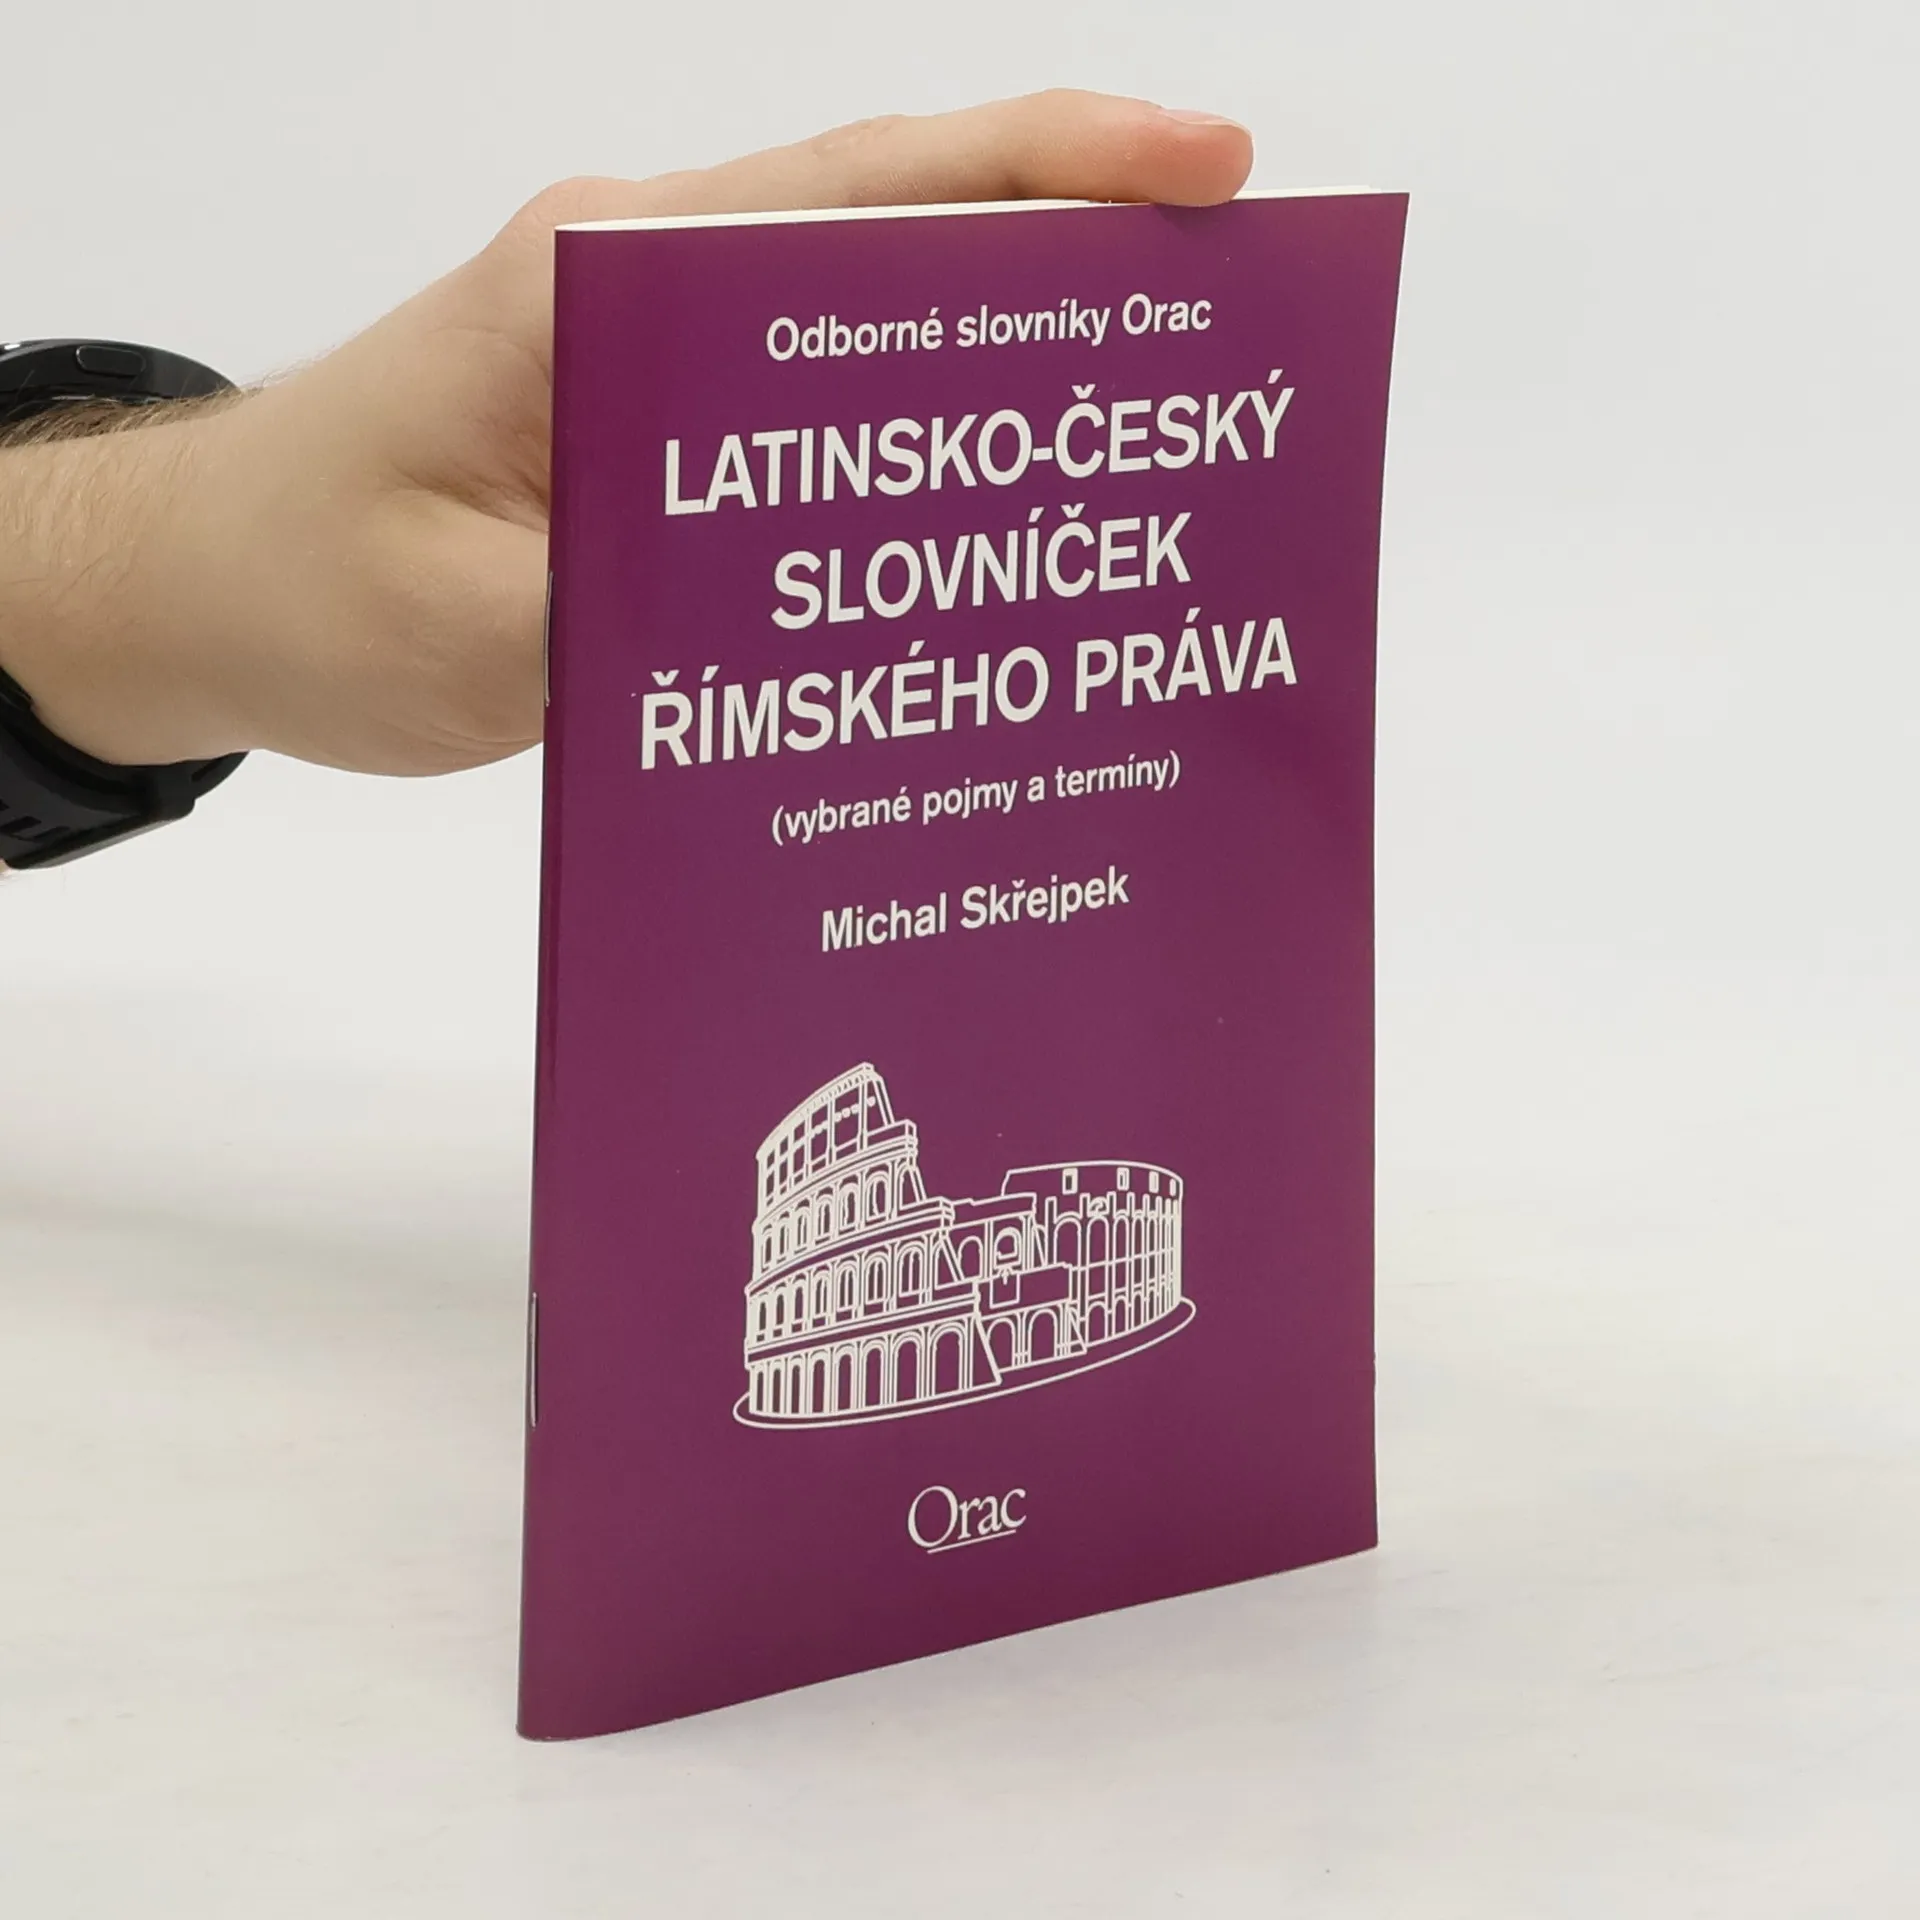 Odborné slovníky Orac
LATINSKO-ČESKÝ
SLOVNÍČEK
ŘÍMSKÉHO PRÁVA
(vybrané pojmy a termíny)
Michal Skřejpek
Orac